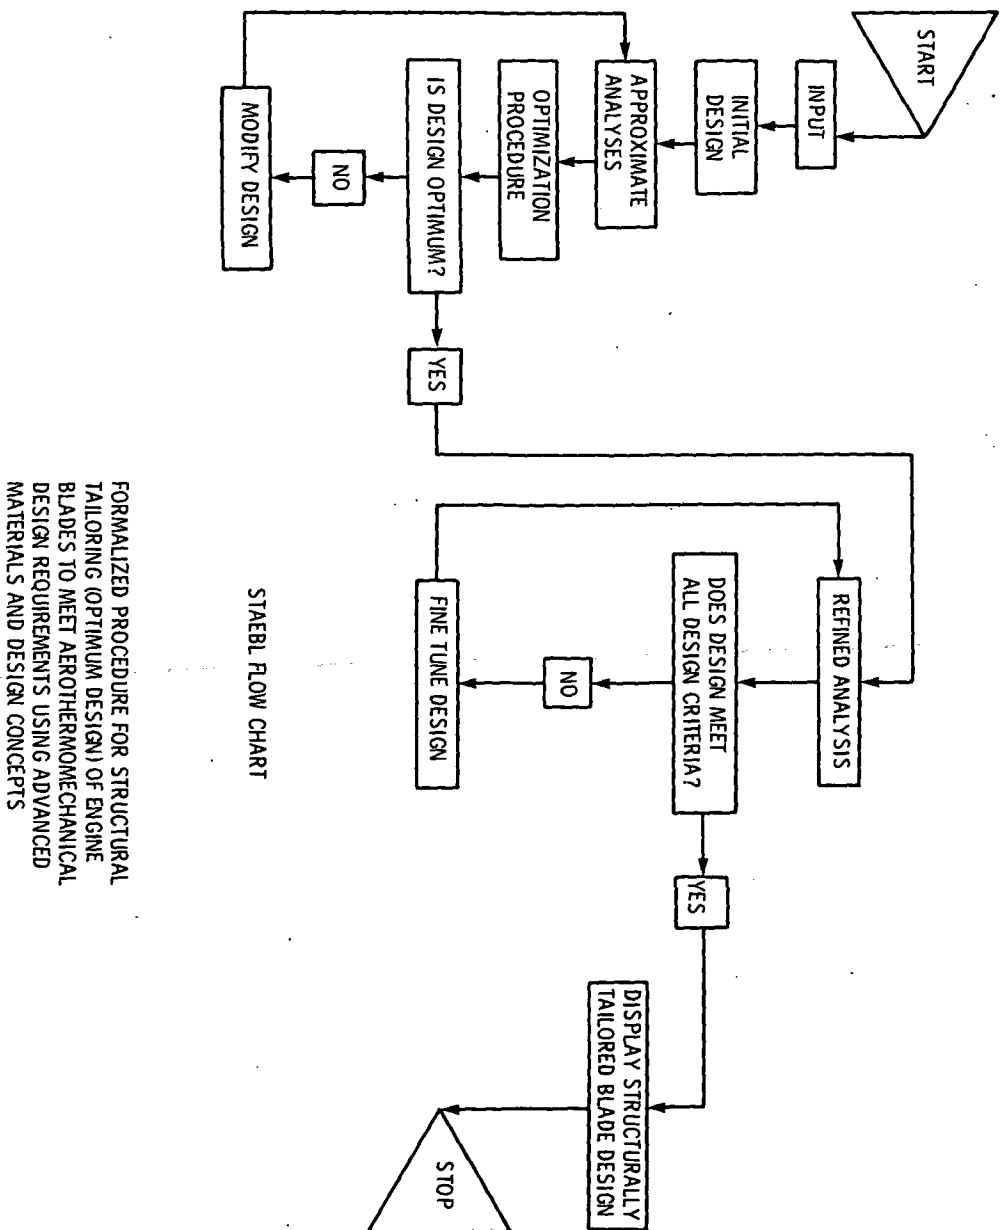 START
INPUT
INITIAL
DESIGN
APPROXIMATE
ANALYSES
OPTIMIZATION
PROCEDURE
IS DESIGN OPTIMUM?
NO
MODIFY DESIGN
YES
REFINED ANALYSIS
DOES DESIGN MEET
ALL DESIGN CRITERIA?
NO
FINE TUNE DESIGN
YES
DISPLAY STRUCTURALLY
TAILORED BLADE DESIGN
STOP
STAEBL FLOW CHART
FORMALIZED PROCEDURE FOR STRUCTURAL
TAILORING (OPTIMUM DESIGN) OF ENGINE
BLADES TO MEET AEROTHERMOMECHANICAL
DESIGN REQUIREMENTS USING ADVANCED
MATERIALS AND DESIGN CONCEPTS